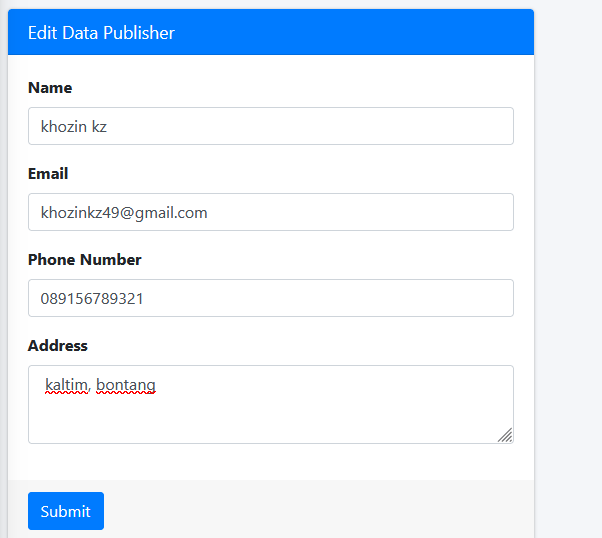 Edit Data Publisher
Name
khozin kz
Email
khozinkz49@gmail.com
Phone Number
089156789321
Address
kaltim, bontang
Submit